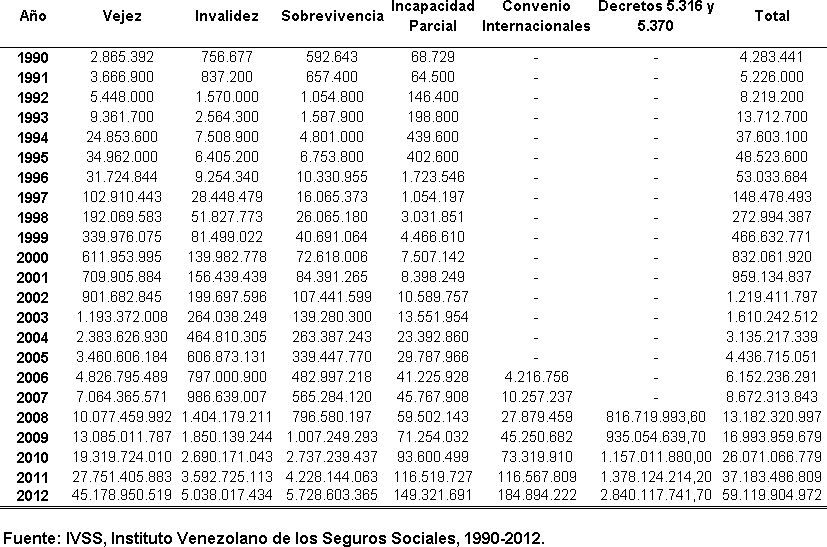 Año Vejez Invalidez Sobrevivencia Incapacidad Parcial Convenio Internacionales Decretos 5.316 y 5.370 Total
1990 2.865.392 756.677 592.643 68.729 - - 4.283.441
1991 3.666.900 837.200 657.400 64.500 - - 5.226.000
1992 5.448.000 1.570.000 1.054.800 146.400 - - 8.219.200
1993 9.361.700 2.564.300 1.587.900 198.800 - - 13.712.700
1994 24.853.600 7.508.900 4.801.000 439.600 - - 37.603.100
1995 34.962.000 6.405.200 6.753.800 402.600 - - 48.523.600
1996 31.724.844 9.254.340 10.330.955 1.723.546 - - 53.033.684
1997 102.910.443 28.448.479 16.065.373 1.054.197 - - 148.478.493
1998 192.069.583 51.827.773 26.065.180 3.031.851 - - 272.994.387
1999 339.976.075 81.499.022 40.691.064 4.466.610 - - 466.632.771
2000 611.953.995 139.982.778 72.618.006 7.507.142 - - 832.061.920
2001 709.905.884 156.439.439 84.391.265 8.398.249 - - 959.134.837
2002 901.682.845 199.697.596 107.441.599 10.589.757 - - 1.219.411.797
2003 1.193.372.008 264.038.249 139.280.300 13.551.954 - - 1.610.242.512
2004 2.383.626.930 464.810.305 263.387.243 23.392.860 - - 3.135.217.339
2005 3.460.606.184 606.873.131 339.447.770 29.787.966 - - 4.436.715.051
2006 4.826.795.489 797.000.900 482.997.218 41.225.928 4.216.756 - 6.152.236.291
2007 7.064.365.571 986.639.007 565.284.120 45.767.908 10.257.237 - 8.672.313.843
2008 10.077.459.992 1.404.179.211 796.580.197 59.502.143 27.879.459 816.719.993,60 13.182.320.997
2009 13.085.011.787 1.850.139.244 1.007.249.293 71.254.032 45.250.682 935.054.639,70 16.993.959.679
2010 19.319.724.010 2.690.171.043 2.737.239.437 93.600.499 73.319.910 1.157.011.880,00 26.071.066.779
2011 27.751.405.883 3.592.725.113 4.228.144.063 116.519.727 116.567.809 1.378.124.214,20 37.183.486.809
2012 45.178.950.519 5.038.017.434 5.728.603.365 149.321.691 184.894.222 2.840.117.741,70 59.119.904.972
Fuente: IVSS, Instituto Venezolano de los Seguros Sociales, 1990-2012.